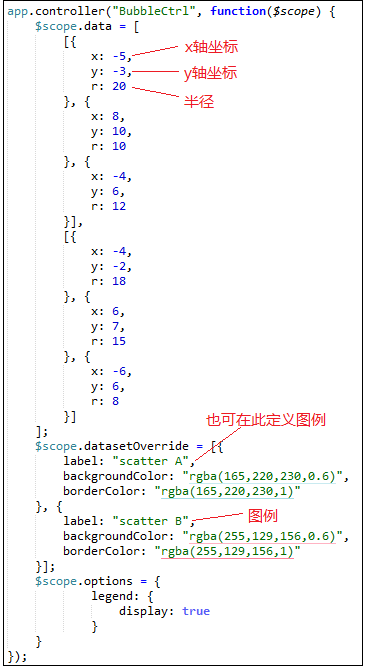 app.controller("BubbleCtrl", function($scope) {
    $scope.data = [
        [{
            x: -5, x轴坐标
            y: -3, y轴坐标
            r: 20 半径
        }, {
            x: 8,
            y: 10,
            r: 10
        }, {
            x: -4,
            y: 6,
            r: 12
        }],
        [{
            x: -4,
            y: -2,
            r: 18
        }, {
            x: 6,
            y: 7,
            r: 15
        }, {
            x: -6,
            y: 6,
            r: 8
        }]
    ];
也可在此定义图例
    $scope.datasetOverride = [{
        label: "scatter A",
        backgroundColor: "rgba(165,220,230,0.6)",
        borderColor: "rgba(165,220,230,1)"
    }, {
        label: "scatter B", 图例
        backgroundColor: "rgba(255,129,156,0.6)",
        borderColor: "rgba(255,129,156,1)"
    }];
    $scope.options = {
            legend: {
                display: true
            }
    }
});